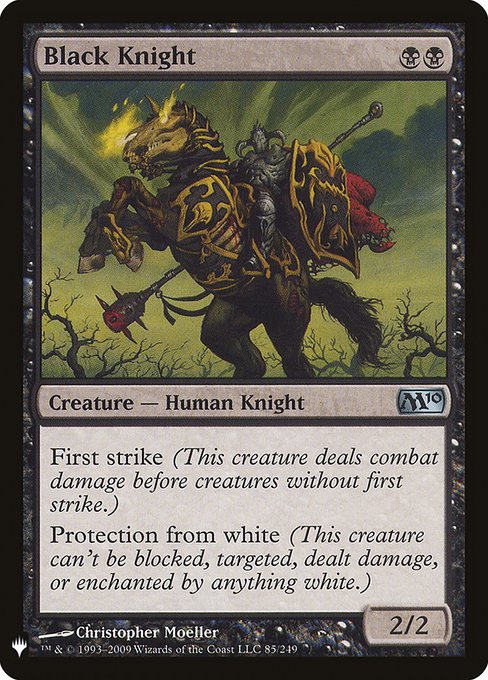 Black Knight
Creature — Human Knight
M10
First strike (This creature deals combat
damage before creatures without first
strike.)
Protection from white (This creature
can't be blocked, targeted, dealt damage,
or enchanted by anything white.)
2/2
Christopher Moeller
™ & © 1993–2009 Wizards of the Coast LLC 85/249